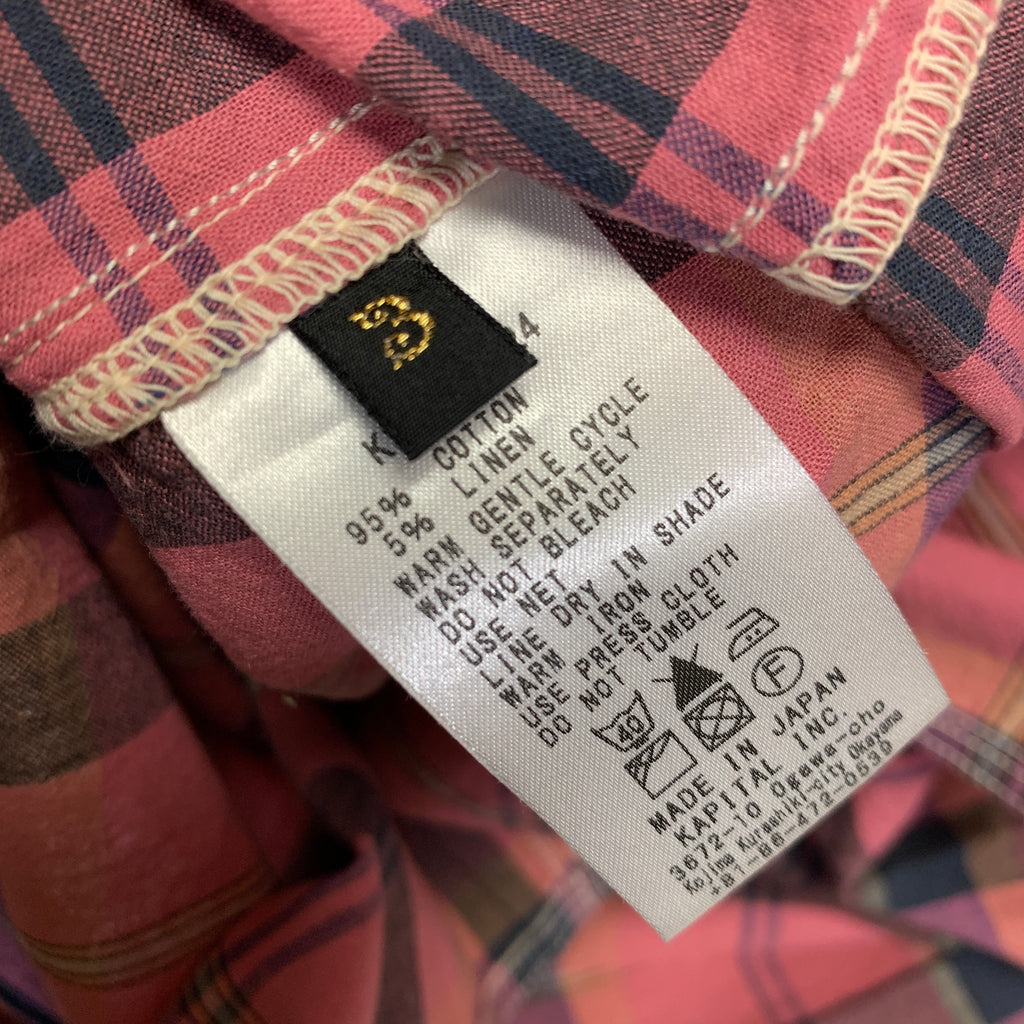 3
24
K
95% COTTON
5% LINEN
WARM GENTLE CYCLE
WASH SEPARATELY
DO NOT BLEACH
USE NET
LINE DRY IN SHADE
WARM IRON
USE PRESS CLOTH
DO NOT TUMBLE
40
F
MADE IN JAPAN
KAPITAL INC.
3672-10 Ogawa-cho
Kojima Kurashiki-city Okayama
+81-86-472-0530